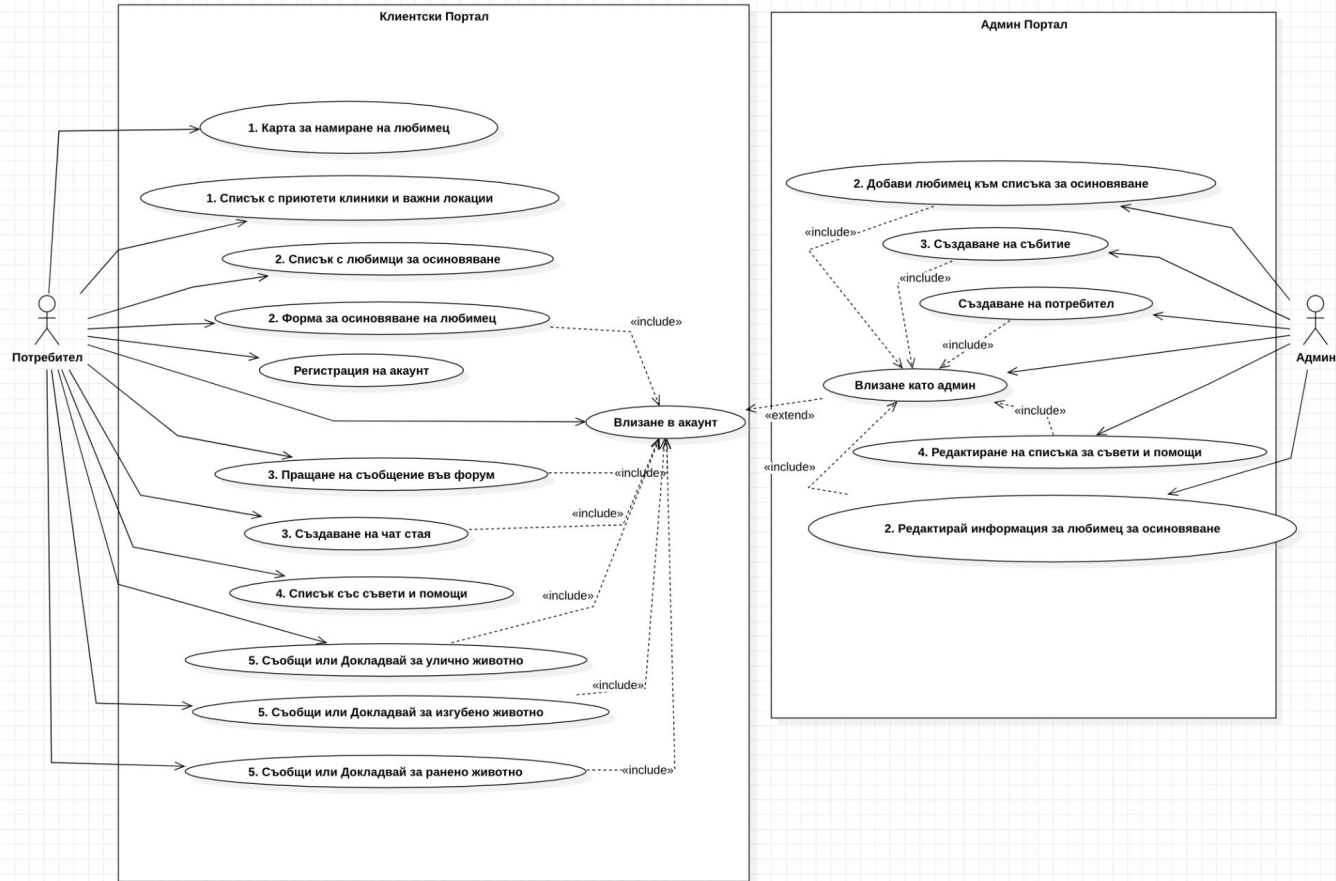 Клиентски Портал
1. Карта за намиране на любимец
1. Списък с приютети клиники и важни локации
2. Списък с любимци за осиновяване
2. Форма за осиновяване на любимец
«include»
Потребител
Регистрация на акаунт
Влизане в акаунт
3. Пращане на съобщение във форум
«include»
«include»
3. Създаване на чат стая
4. Списък със съвети и помощи
«include»
5. Съобщи или Докладвай за улично животно
«include»
5. Съобщи или Докладвай за изгубено животно
5. Съобщи или Докладвай за ранено животно
«include»
Админ Портал
2. Добави любимец към списъка за осиновяване
«include»
3. Създаване на събитие
«include»
Създаване на потребител
«include»
Админ
Влизане като админ
«extend»
«include»
4. Редактиране на списъка за съвети и помощи
«include»
2. Редактирай информация за любимец за осиновяване